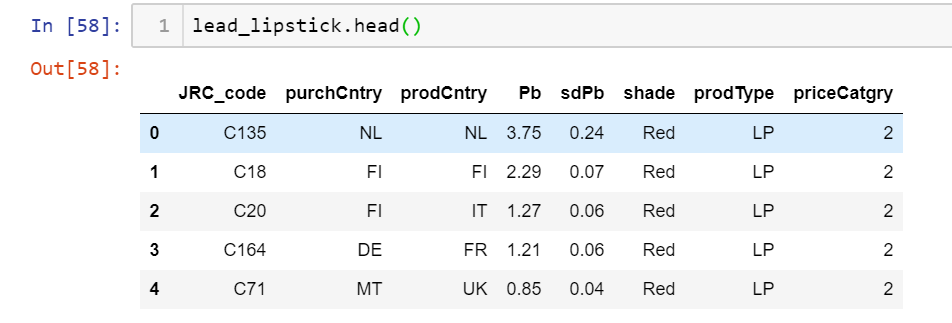 In [58]: 1 lead_lipstick.head()
Out[58]:
JRC_code purchCntry prodCntry Pb sdPb shade prodType priceCatgry
0 C135 NL NL 3.75 0.24 Red LP 2
1 C18 FI FI 2.29 0.07 Red LP 2
2 C20 FI IT 1.27 0.06 Red LP 2
3 C164 DE FR 1.21 0.06 Red LP 2
4 C71 MT UK 0.85 0.04 Red LP 2